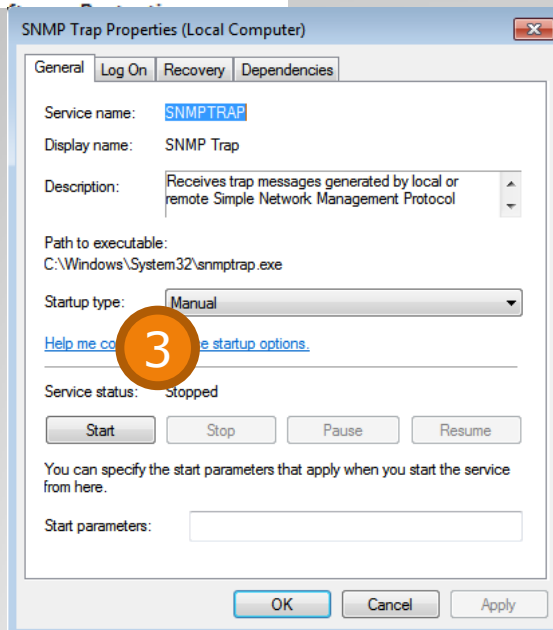 SNMP Trap Properties (Local Computer)
General Log On Recovery Dependencies
Service name: SNMPTRAP
Display name: SNMP Trap
Description: Receives trap messages generated by local or
remote Simple Network Management Protocol
Path to executable:
C:\Windows\System32\snmptrap.exe
Startup type: Manual
Help me startup options.
3
Service status: Stopped
Start Stop Pause Resume
You can specify the start parameters that apply when you start the service
from here.
Start parameters:
OK Cancel Apply